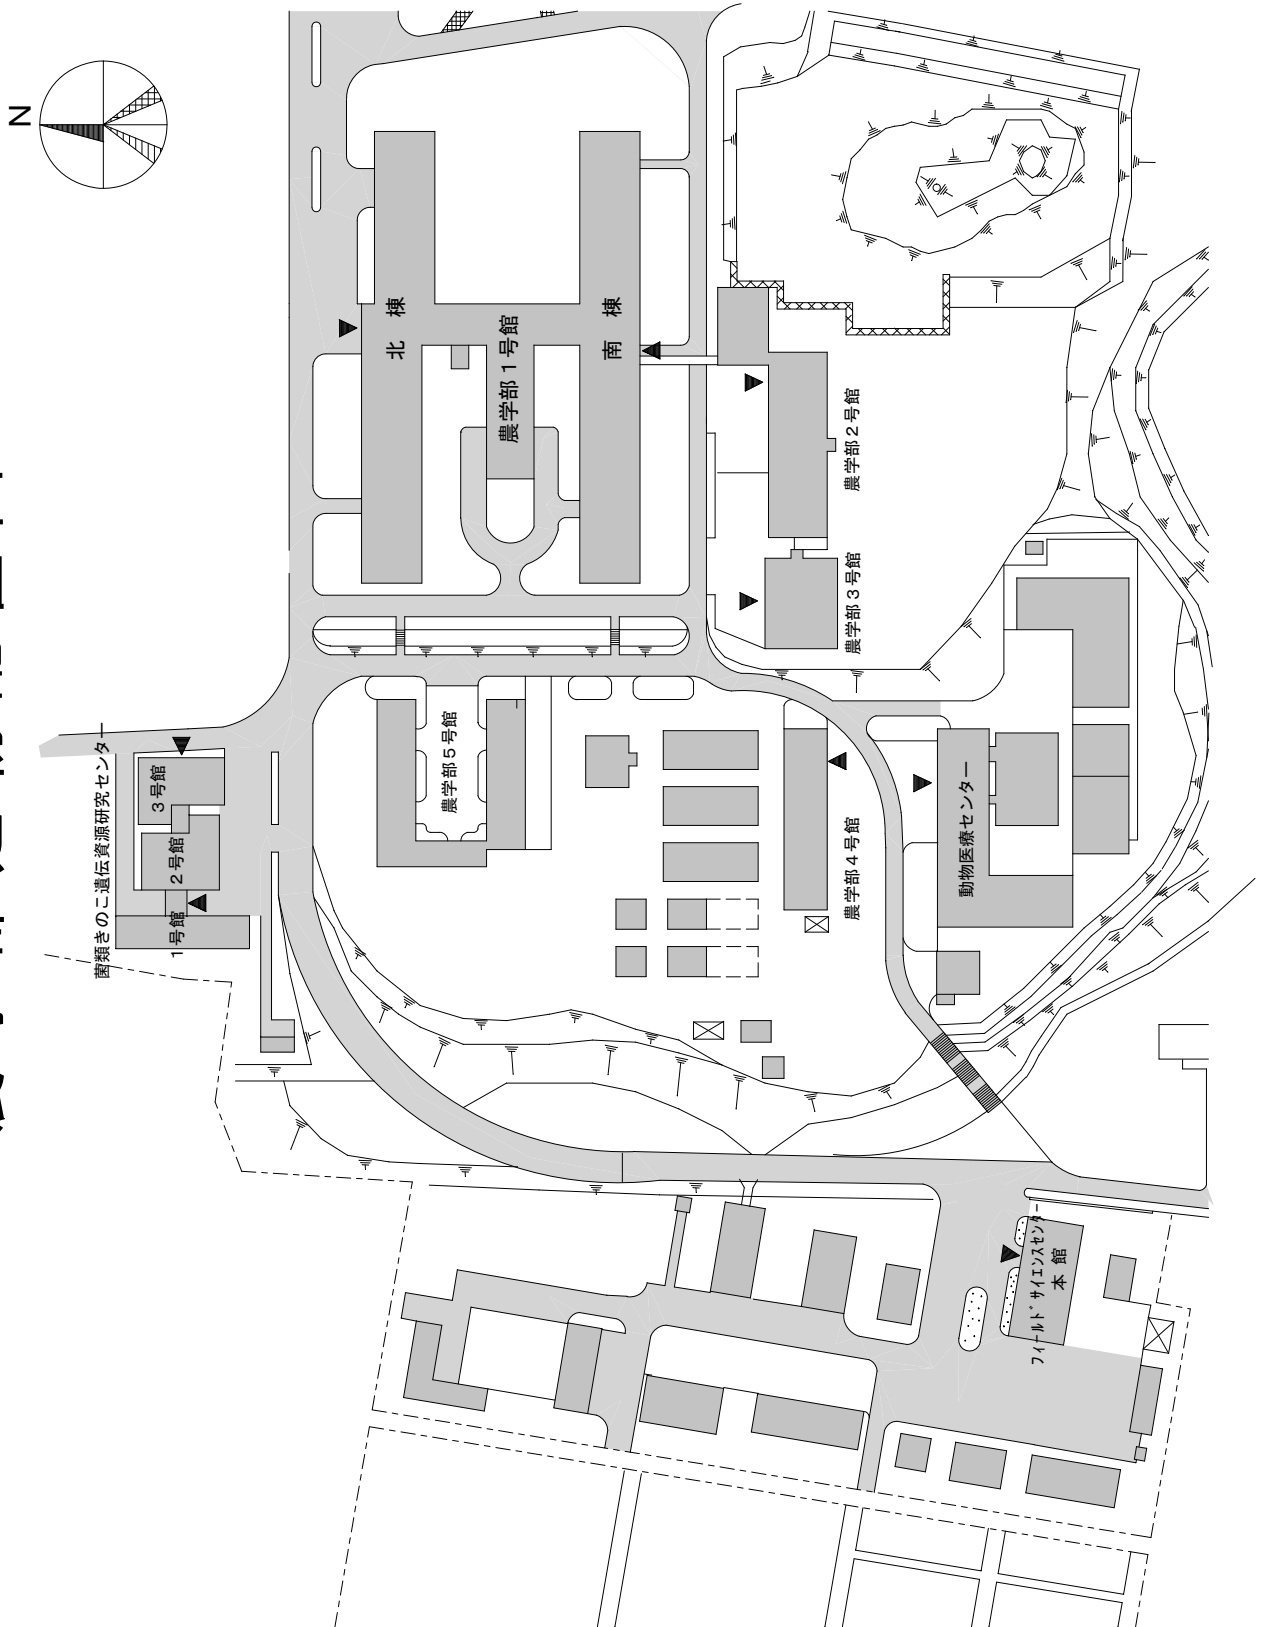 N
北棟
農学部１号館
南棟
農学部２号館
農学部３号館
菌類きのこ遺伝資源研究センター
３号館
２号館
１号館
農学部５号館
農学部４号館
動物医療センター
フィールドサイエンスセンター
本館